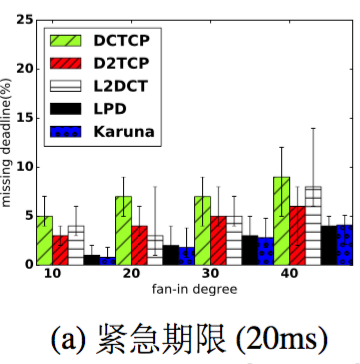 25
20
15
10
5
0
missing deadline(%)
DCTCP
D2TCP
L2DCT
LPD
Karuna
10 20 30 40
fan-in degree
(a) 紧急期限 (20ms)